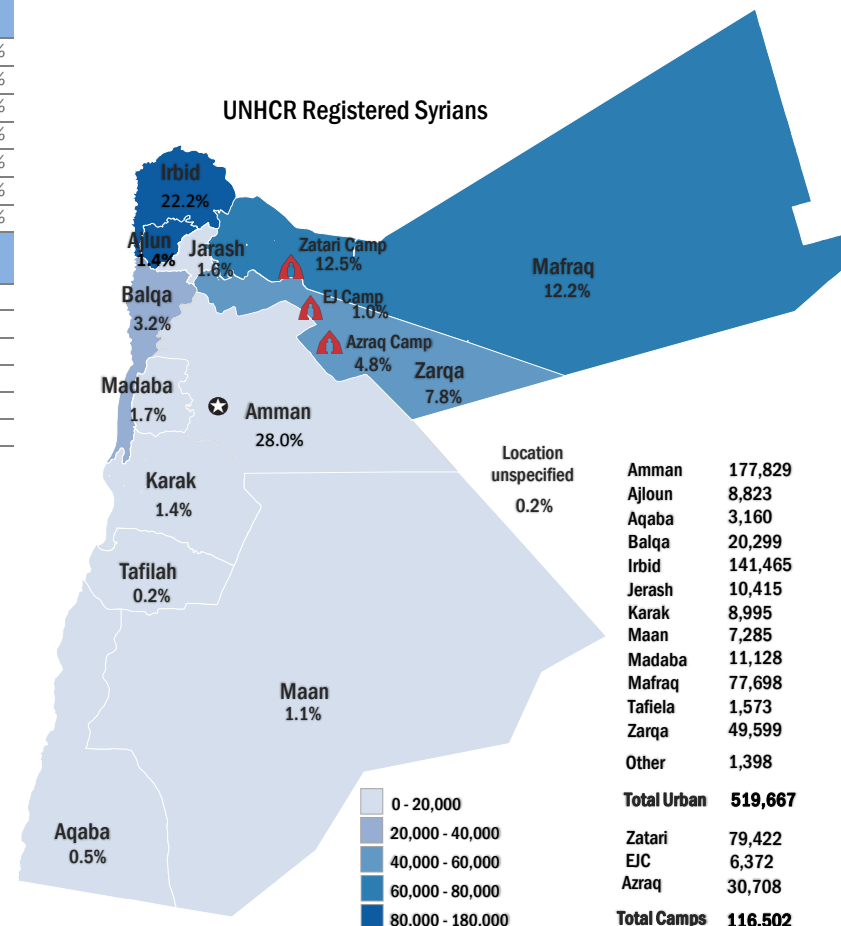 %
%
%
%
%
%
%
UNHCR Registered Syrians
Irbid
22.2%
Ajlun
1.4%
Jarash
1.6%
Zatari Camp
12.5%
Mafraq
12.2%
EJ Camp
1.0%
Balqa
3.2%
Azraq Camp
4.8%
Zarqa
7.8%
Madaba
1.7%
Amman
28.0%
Location
unspecified
0.2%
Karak
1.4%
Tafilah
0.2%
Maan
1.1%
Aqaba
0.5%
0 - 20,000
20,000 - 40,000
40,000 - 60,000
60,000 - 80,000
80,000 - 180,000
Amman 177,829
Ajloun 8,823
Aqaba 3,160
Balqa 20,299
Irbid 141,465
Jerash 10,415
Karak 8,995
Maan 7,285
Madaba 11,128
Mafraq 77,698
Tafiela 1,573
Zarqa 49,599
Other 1,398
Total Urban 519,667
Zatari 79,422
EJC 6,372
Azraq 30,708
Total Camps 116,502